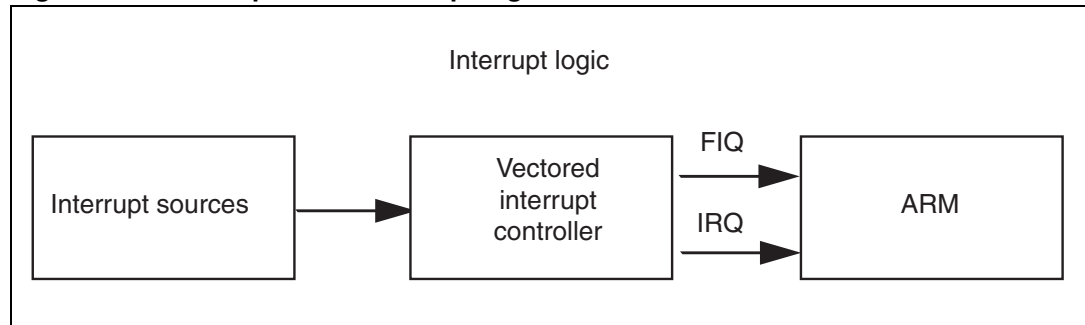 Interrupt logic
Interrupt sources
Vectored
interrupt
controller
FIQ
IRQ
ARM